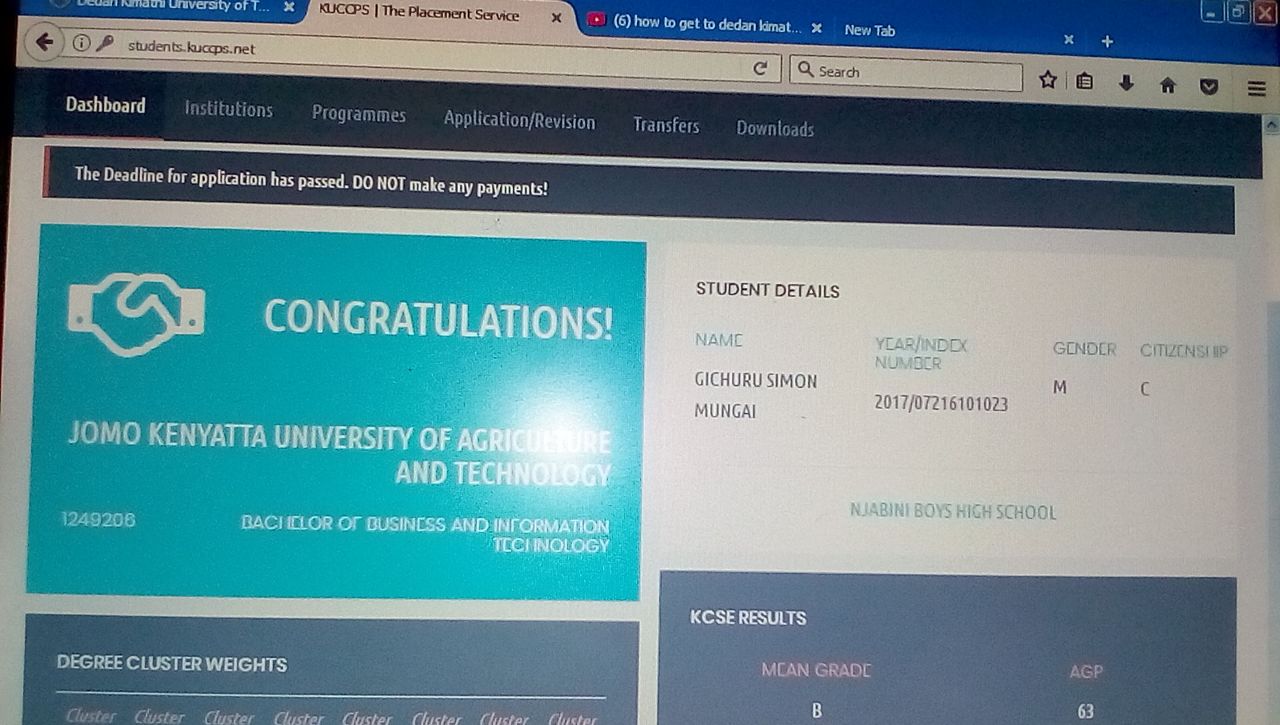 Dedan Kimathi University of T...
KUCCPS | The Placement Service
(6) how to get to dedan kimat...
New Tab
students.kuccps.net
Search
Dashboard
Institutions
Programmes
Application/Revision
Transfers
Downloads
The Deadline for application has passed. DO NOT make any payments!
CONGRATULATIONS!
JOMO KENYATTA UNIVERSITY OF AGRICULTURE
AND TECHNOLOGY
1249206
BACHELOR OF BUSINESS AND INFORMATION
TECHNOLOGY
STUDENT DETAILS
NAME
YEAR/INDEX
NUMBER
GENDER
CITIZENSHIP
GICHURU SIMON
MUNGAI
2017/07216101023
M
C
NJABINI BOYS HIGH SCHOOL
DEGREE CLUSTER WEIGHTS
Cluster Cluster Cluster Cluster Cluster Cluster Cluster Cluster
KCSE RESULTS
MEAN GRADE
AGP
B
63